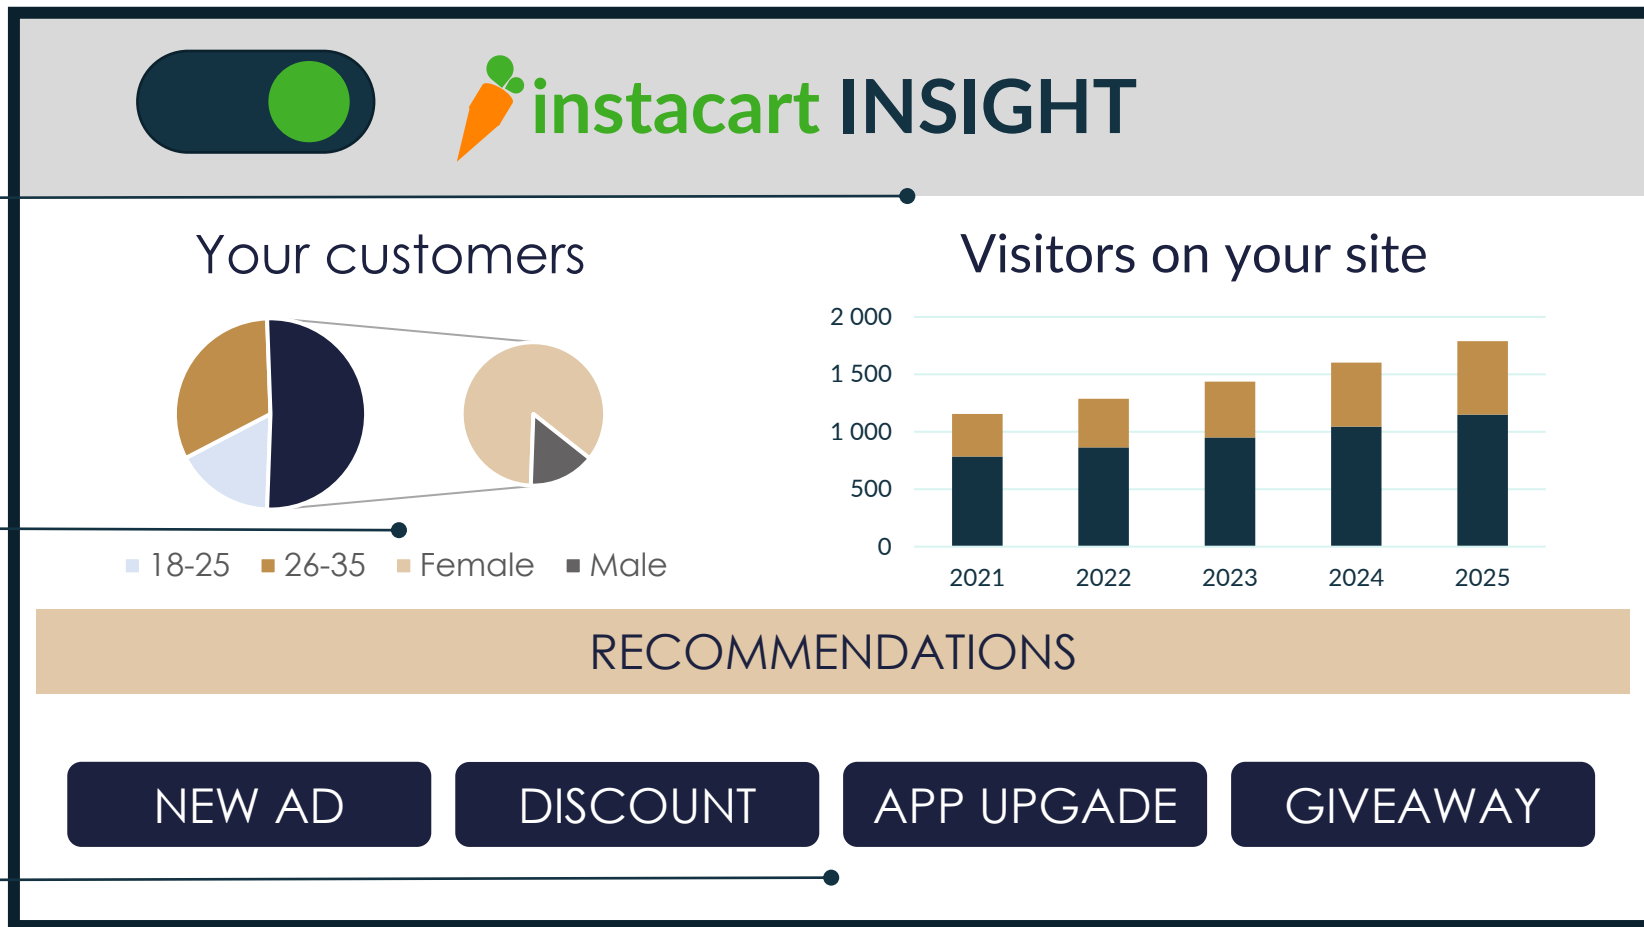 instacart INSIGHT
Your customers
18-25 26-35 Female Male
Visitors on your site
2 000
1 500
1 000
500
0
2021 2022 2023 2024 2025
RECOMMENDATIONS
NEW AD
DISCOUNT
APP UPGADE
GIVEAWAY